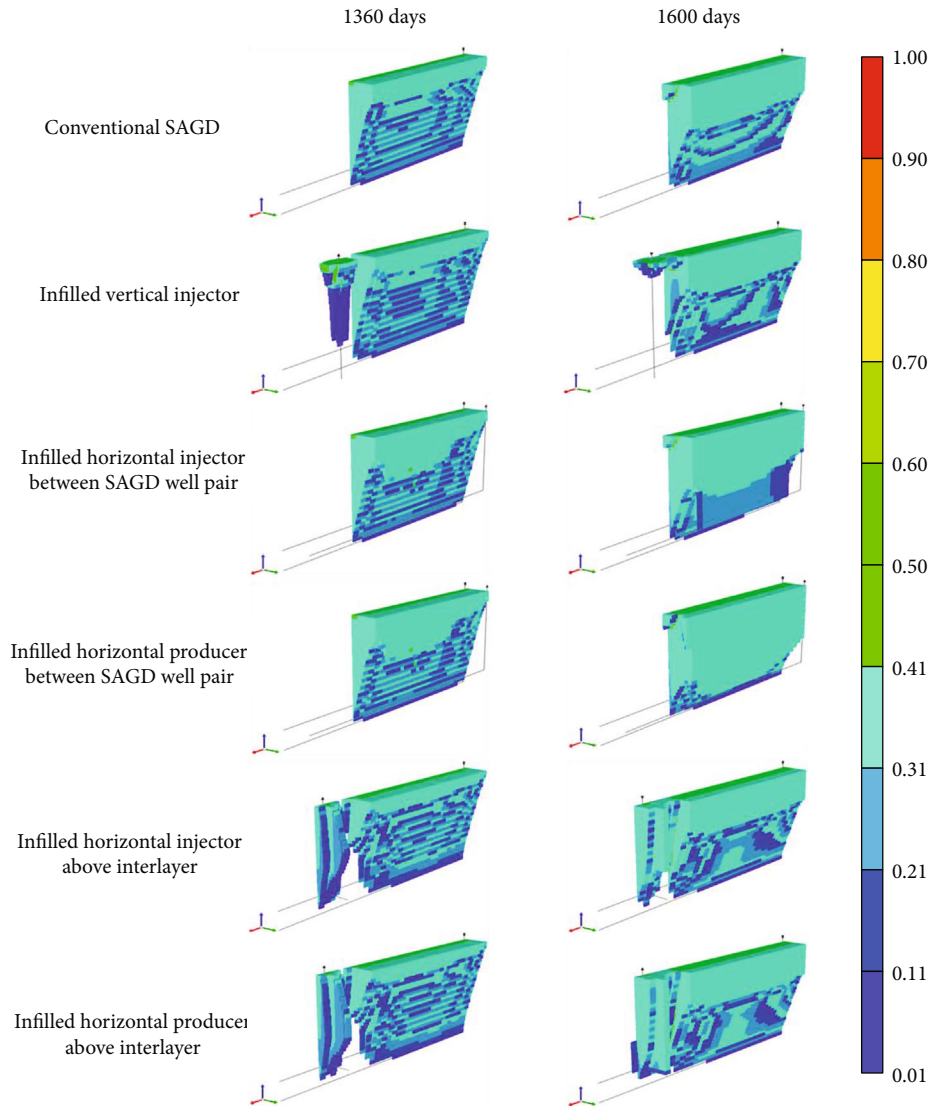 1360 days
1600 days
Conventional SAGD
Infilled vertical injector
Infilled horizontal injector
between SAGD well pair
Infilled horizontal producer
between SAGD well pair
Infilled horizontal injector
above interlayer
Infilled horizontal producer
above interlayer
1.00
0.90
0.80
0.70
0.60
0.50
0.41
0.31
0.21
0.11
0.01